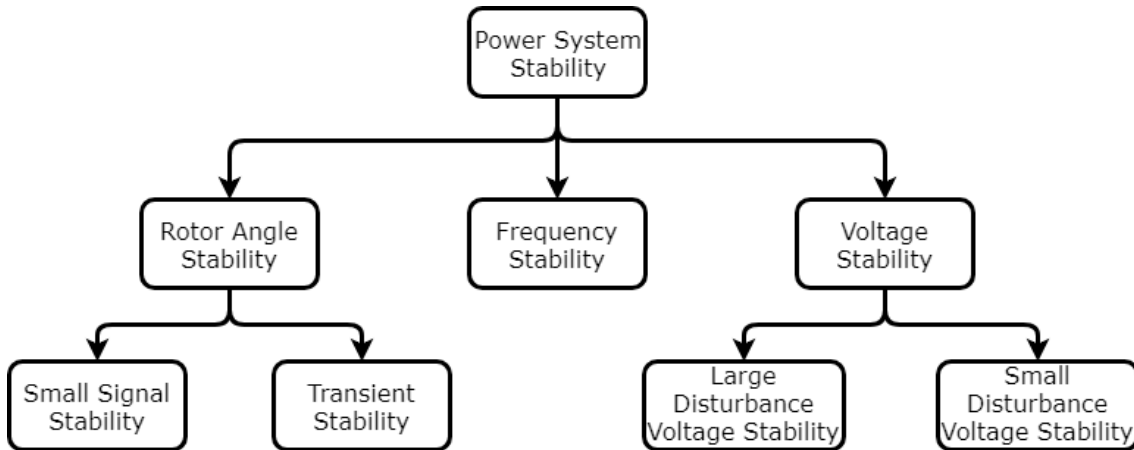 Power System
Stability
Rotor Angle
Stability
Frequency
Stability
Voltage
Stability
Small Signal
Stability
Transient
Stability
Large
Disturbance
Voltage Stability
Small
Disturbance
Voltage Stability